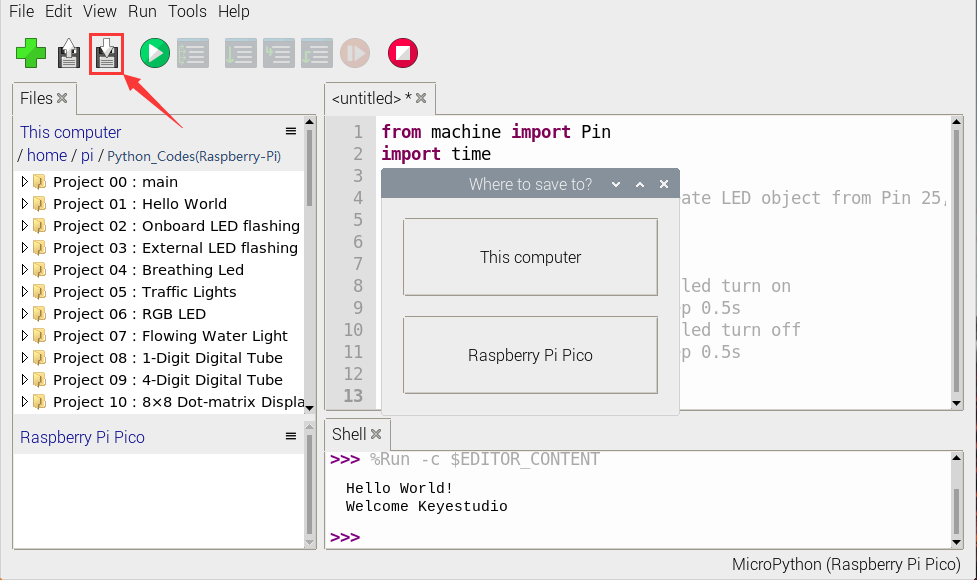 File Edit View Run Tools Help
Files
This computer
/ home / pi / Python_Codes(Raspberry-Pi)
Project 00 : main
Project 01 : Hello World
Project 02 : Onboard LED flashing
Project 03 : External LED flashing
Project 04 : Breathing Led
Project 05 : Traffic Lights
Project 06 : RGB LED
Project 07 : Flowing Water Light
Project 08 : 1-Digit Digital Tube
Project 09 : 4-Digit Digital Tube
Project 10 : 8×8 Dot-matrix Displa
Raspberry Pi Pico
<untitled> *
1 from machine import Pin
2 import time
3
4 ate LED object from Pin 25,
5
6
7
8 led turn on
9 p 0.5s
10 led turn off
11 p 0.5s
12
13
Where to save to?
This computer
Raspberry Pi Pico
Shell
>>> %Run -c $EDITOR_CONTENT
Hello World!
Welcome Keyestudio
>>>
MicroPython (Raspberry Pi Pico)